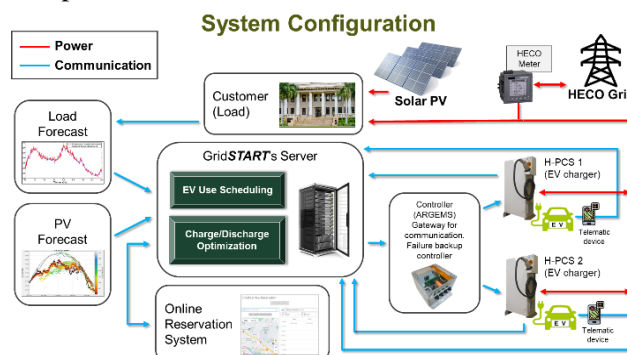 System Configuration
Power
Communication
Load
Forecast
PV
Forecast
Customer
(Load)
Solar PV
HECO
Meter
HECO Gri
GridSTART's Server
EV Use Scheduling
Charge/Discharge
Optimization
Online
Reservation
System
Controller
(ARGEMS)
Gateway for
communication.
Failure backup
controller
H-PCS 1
(EV charger)
EV
Telematic
device
H-PCS 2
(EV charger)
EV
Telematic
device